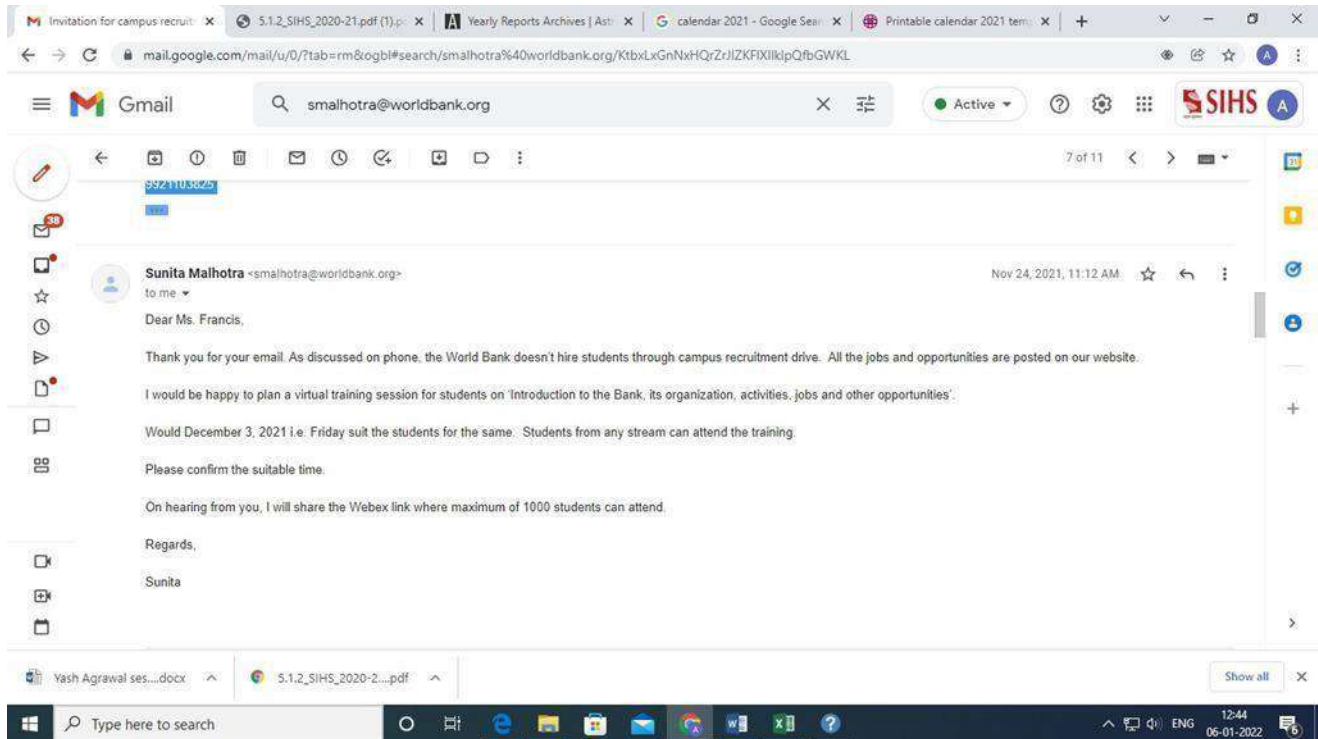 Invitation for campus recruit
5.1.2_SIHS_2020-21.pdf (1).p
Yearly Reports Archives | Ast
calendar 2021 - Google Sear
Printable calendar 2021 tem
mail.google.com/mail/u/0/?tab=rm&ogbl#search/smalhotra%40worldbank.org/KtbxLxGnNxHQrZrJIZKFIXIIklpQfbGWKL
A
Gmail
smalhotra@worldbank.org
Active
SIHS
A
7 of 11
31
9921103825
38
Sunita Malhotra <smalhotra@worldbank.org>
Nov 24, 2021, 11:12 AM
to me
Dear Ms. Francis,
Thank you for your email. As discussed on phone, the World Bank doesn't hire students through campus recruitment drive. All the jobs and opportunities are posted on our website.
I would be happy to plan a virtual training session for students on 'Introduction to the Bank, its organization, activities, jobs and other opportunities'.
Would December 3, 2021 i.e. Friday suit the students for the same. Students from any stream can attend the training.
Please confirm the suitable time.
On hearing from you, I will share the Webex link where maximum of 1000 students can attend.
Regards,
Sunita
Yash Agrawal ses....docx
5.1.2_SIHS_2020-2....pdf
Show all
Type here to search
ENG
12:44
06-01-2022
6